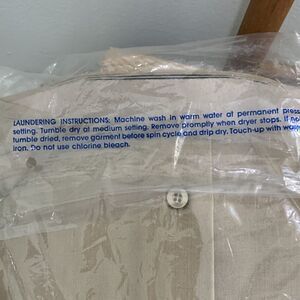 LAUNDERING INSTRUCTIONS: Machine wash in warm water at permanent press
setting. Tumble dry at medium setting. Remove promptly when dryer stops. If not
tumble dried, remove garment before spin cycle and drip dry. Touch-up with warm
iron. Do not use chlorine bleach.